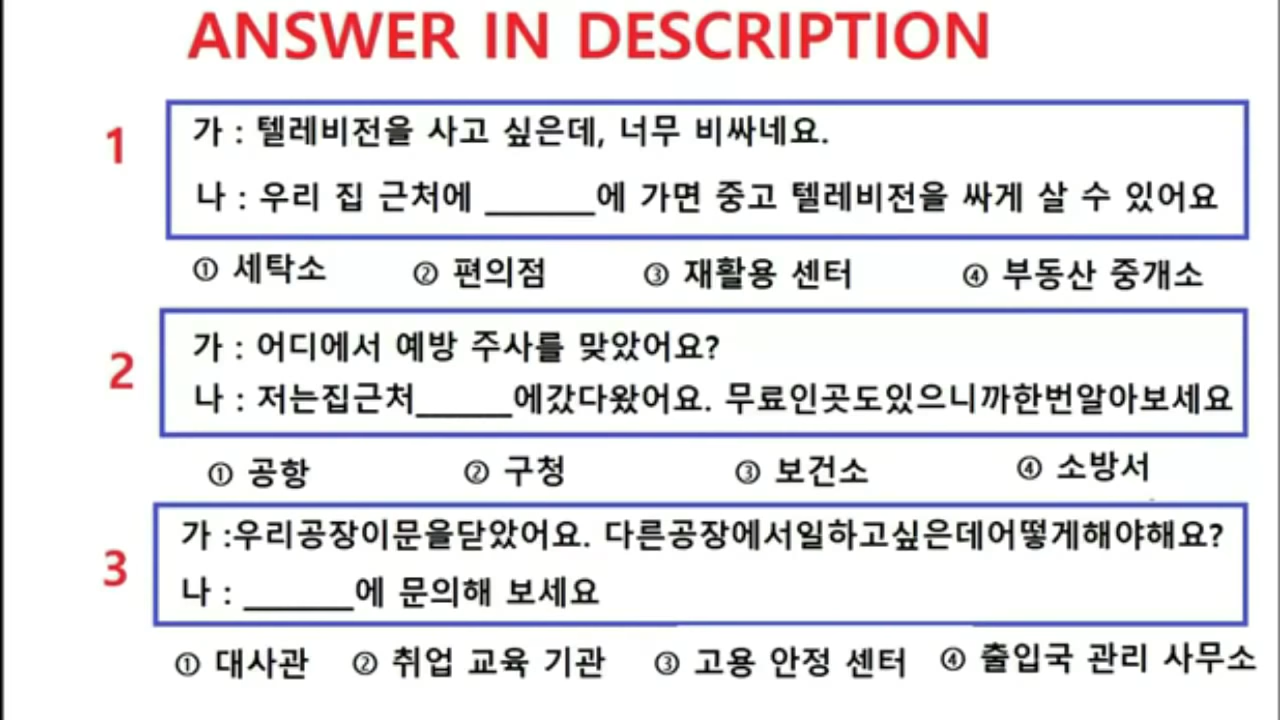 ANSWER IN DESCRIPTION
1
가 : 텔레비전을 사고 싶은데, 너무 비싸네요.
나 : 우리 집 근처에 ______에 가면 중고 텔레비전을 싸게 살 수 있어요
① 세탁소 ② 편의점 ③ 재활용 센터 ④ 부동산 중개소
2
가 : 어디에서 예방 주사를 맞았어요?
나 : 저는집근처______에갔다왔어요. 무료인곳도있으니까한번알아보세요
① 공항 ② 구청 ③ 보건소 ④ 소방서
3
가 :우리공장이문을닫았어요. 다른공장에서일하고싶은데어떻게해야해요?
나 : ______에 문의해 보세요
① 대사관 ② 취업 교육 기관 ③ 고용 안정 센터 ④ 출입국 관리 사무소